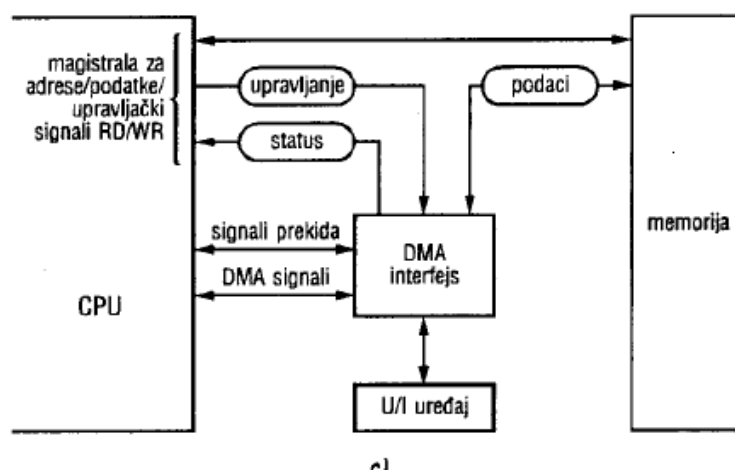 magistrala za
adrese/podatke/
upravljački
signali RD/WR
upravljanje
podaci
status
signali prekida
DMA signali
DMA
interfejs
memorija
CPU
U/I uređaj
c)